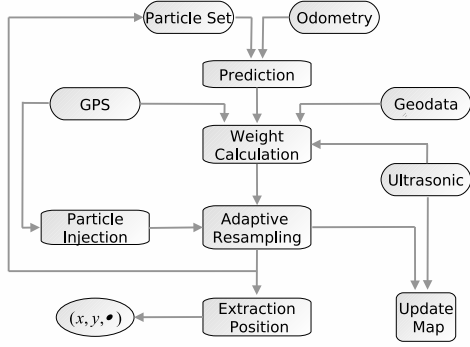 Particle Set
Odometry
Prediction
GPS
Geodata
Weight
Calculation
Ultrasonic
Particle
Injection
Adaptive
Resampling
(x, y, •)
Extraction
Position
Update
Map